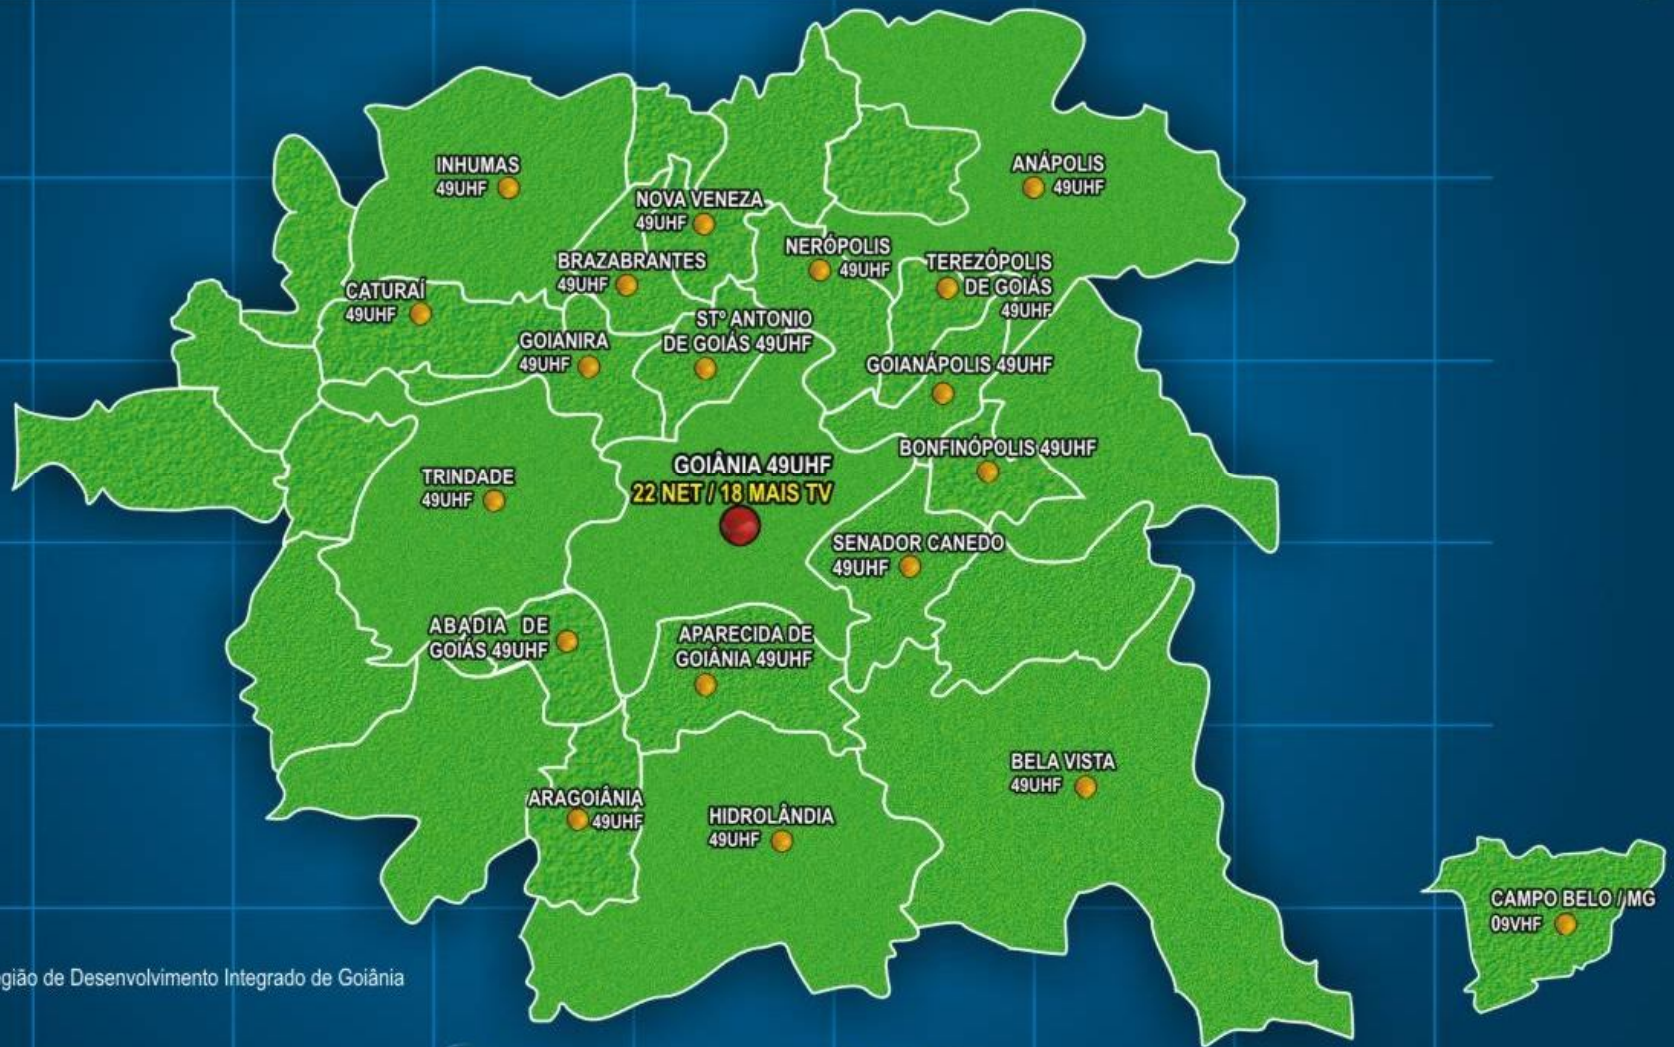 INHUMAS
49UHF
ANÁPOLIS
49UHF
NOVA VENEZA
49UHF
NERÓPOLIS
49UHF
BRAZABRANTES
49UHF
TEREZÓPOLIS
DE GOIÁS
49UHF
CATURAÍ
49UHF
STº ANTONIO
DE GOIÁS 49UHF
GOIANIRA
49UHF
GOIANÁPOLIS 49UHF
BONFINÓPOLIS 49UHF
GOIÂNIA 49UHF
22 NET / 18 MAIS TV
TRINDADE
49UHF
SENADOR CANEDO
49UHF
ABADIA DE
GOIÁS 49UHF
APARECIDA DE
GOIÂNIA 49UHF
BELA VISTA
49UHF
ARAGOIÂNIA
49UHF
HIDROLÂNDIA
49UHF
CAMPO BELO / MG
09VHF
gião de Desenvolvimento Integrado de Goiânia